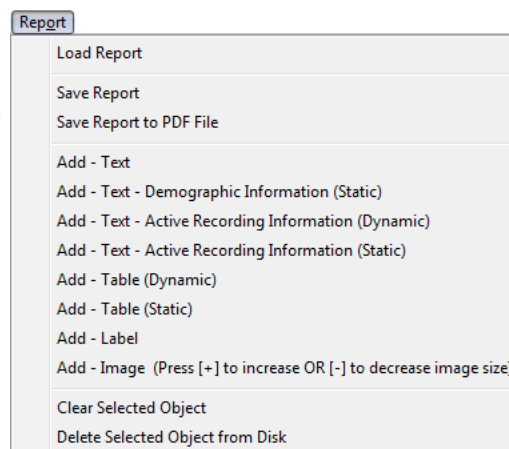 Report
Load Report
Save Report
Save Report to PDF File
Add - Text
Add - Text - Demographic Information (Static)
Add - Text - Active Recording Information (Dynamic)
Add - Text - Active Recording Information (Static)
Add - Table (Dynamic)
Add - Table (Static)
Add - Label
Add - Image  (Press [+] to increase OR [-] to decrease image size)
Clear Selected Object
Delete Selected Object from Disk